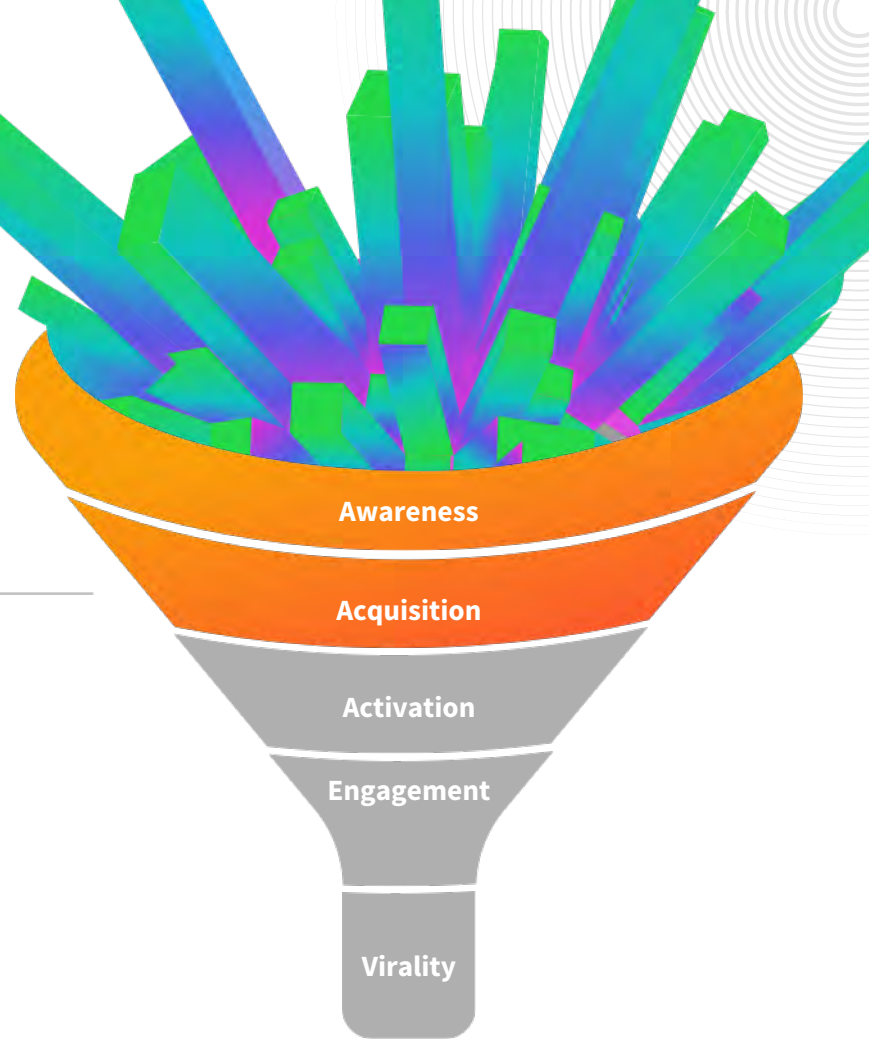 Awareness
Acquisition
Activation
Engagement
Virality